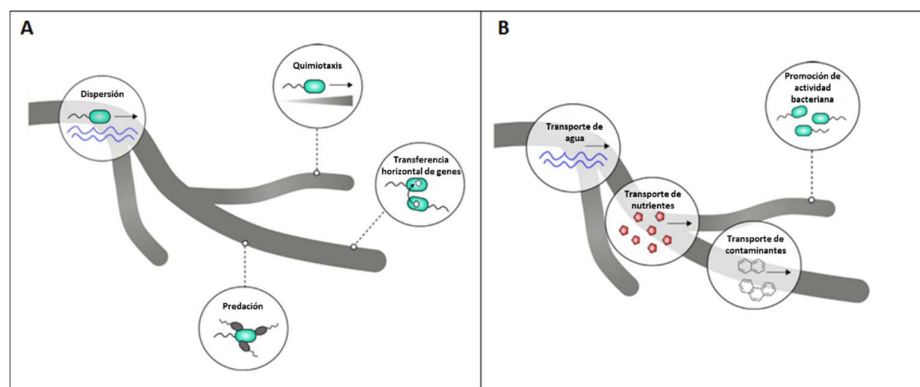 A
Dispersión
Quimiotaxis
Transferencia
horizontal de genes
Predación
B
Transporte de
agua
Transporte de
nutrientes
Promoción de
actividad
bacteriana
Transporte de
contaminantes